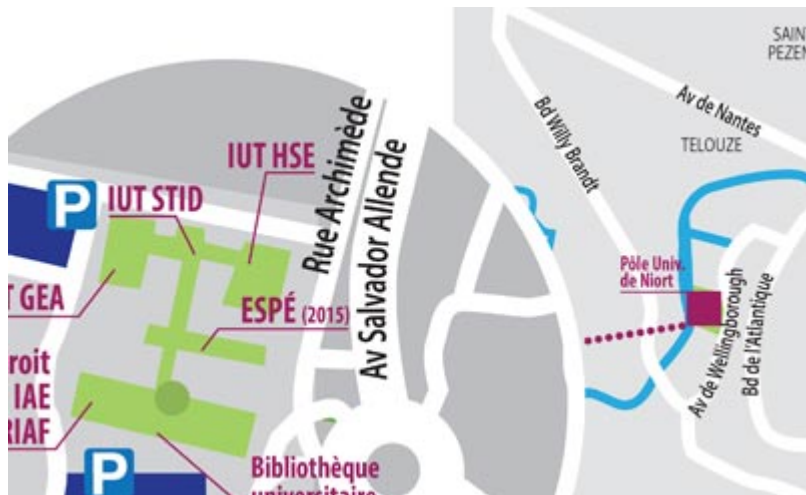 SAIN
PEZEN
Av de Nantes
Bd Willy Brandt
TELOUZE
Rue Archimède
IUT HSE
Av Salvador Allende
P
IUT STID
Pôle Univ.
de Niort
T GEA
ESPÉ (2015)
Av de Wellingborough
Bd de l'Atlantique
roit
IAE
RIAF
P
Bibliothèque
universitaire